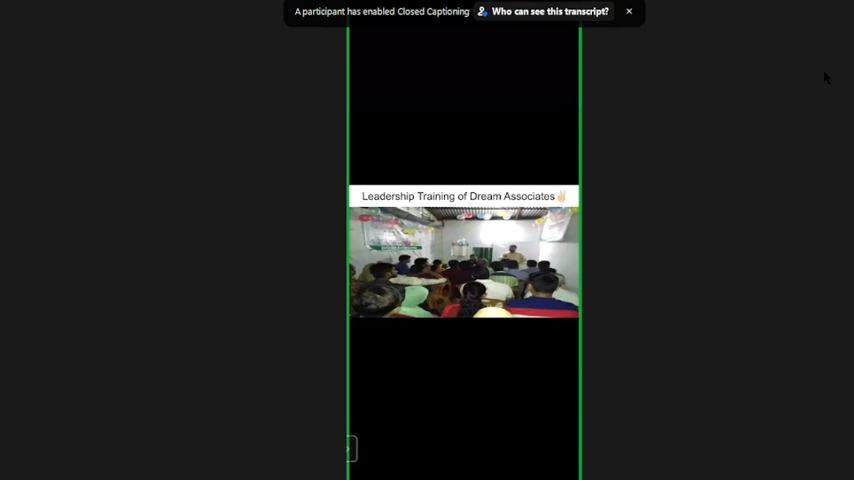 A participant has enabled Closed Captioning Who can see this transcript?
Leadership Training of Dream Associates✌🏻